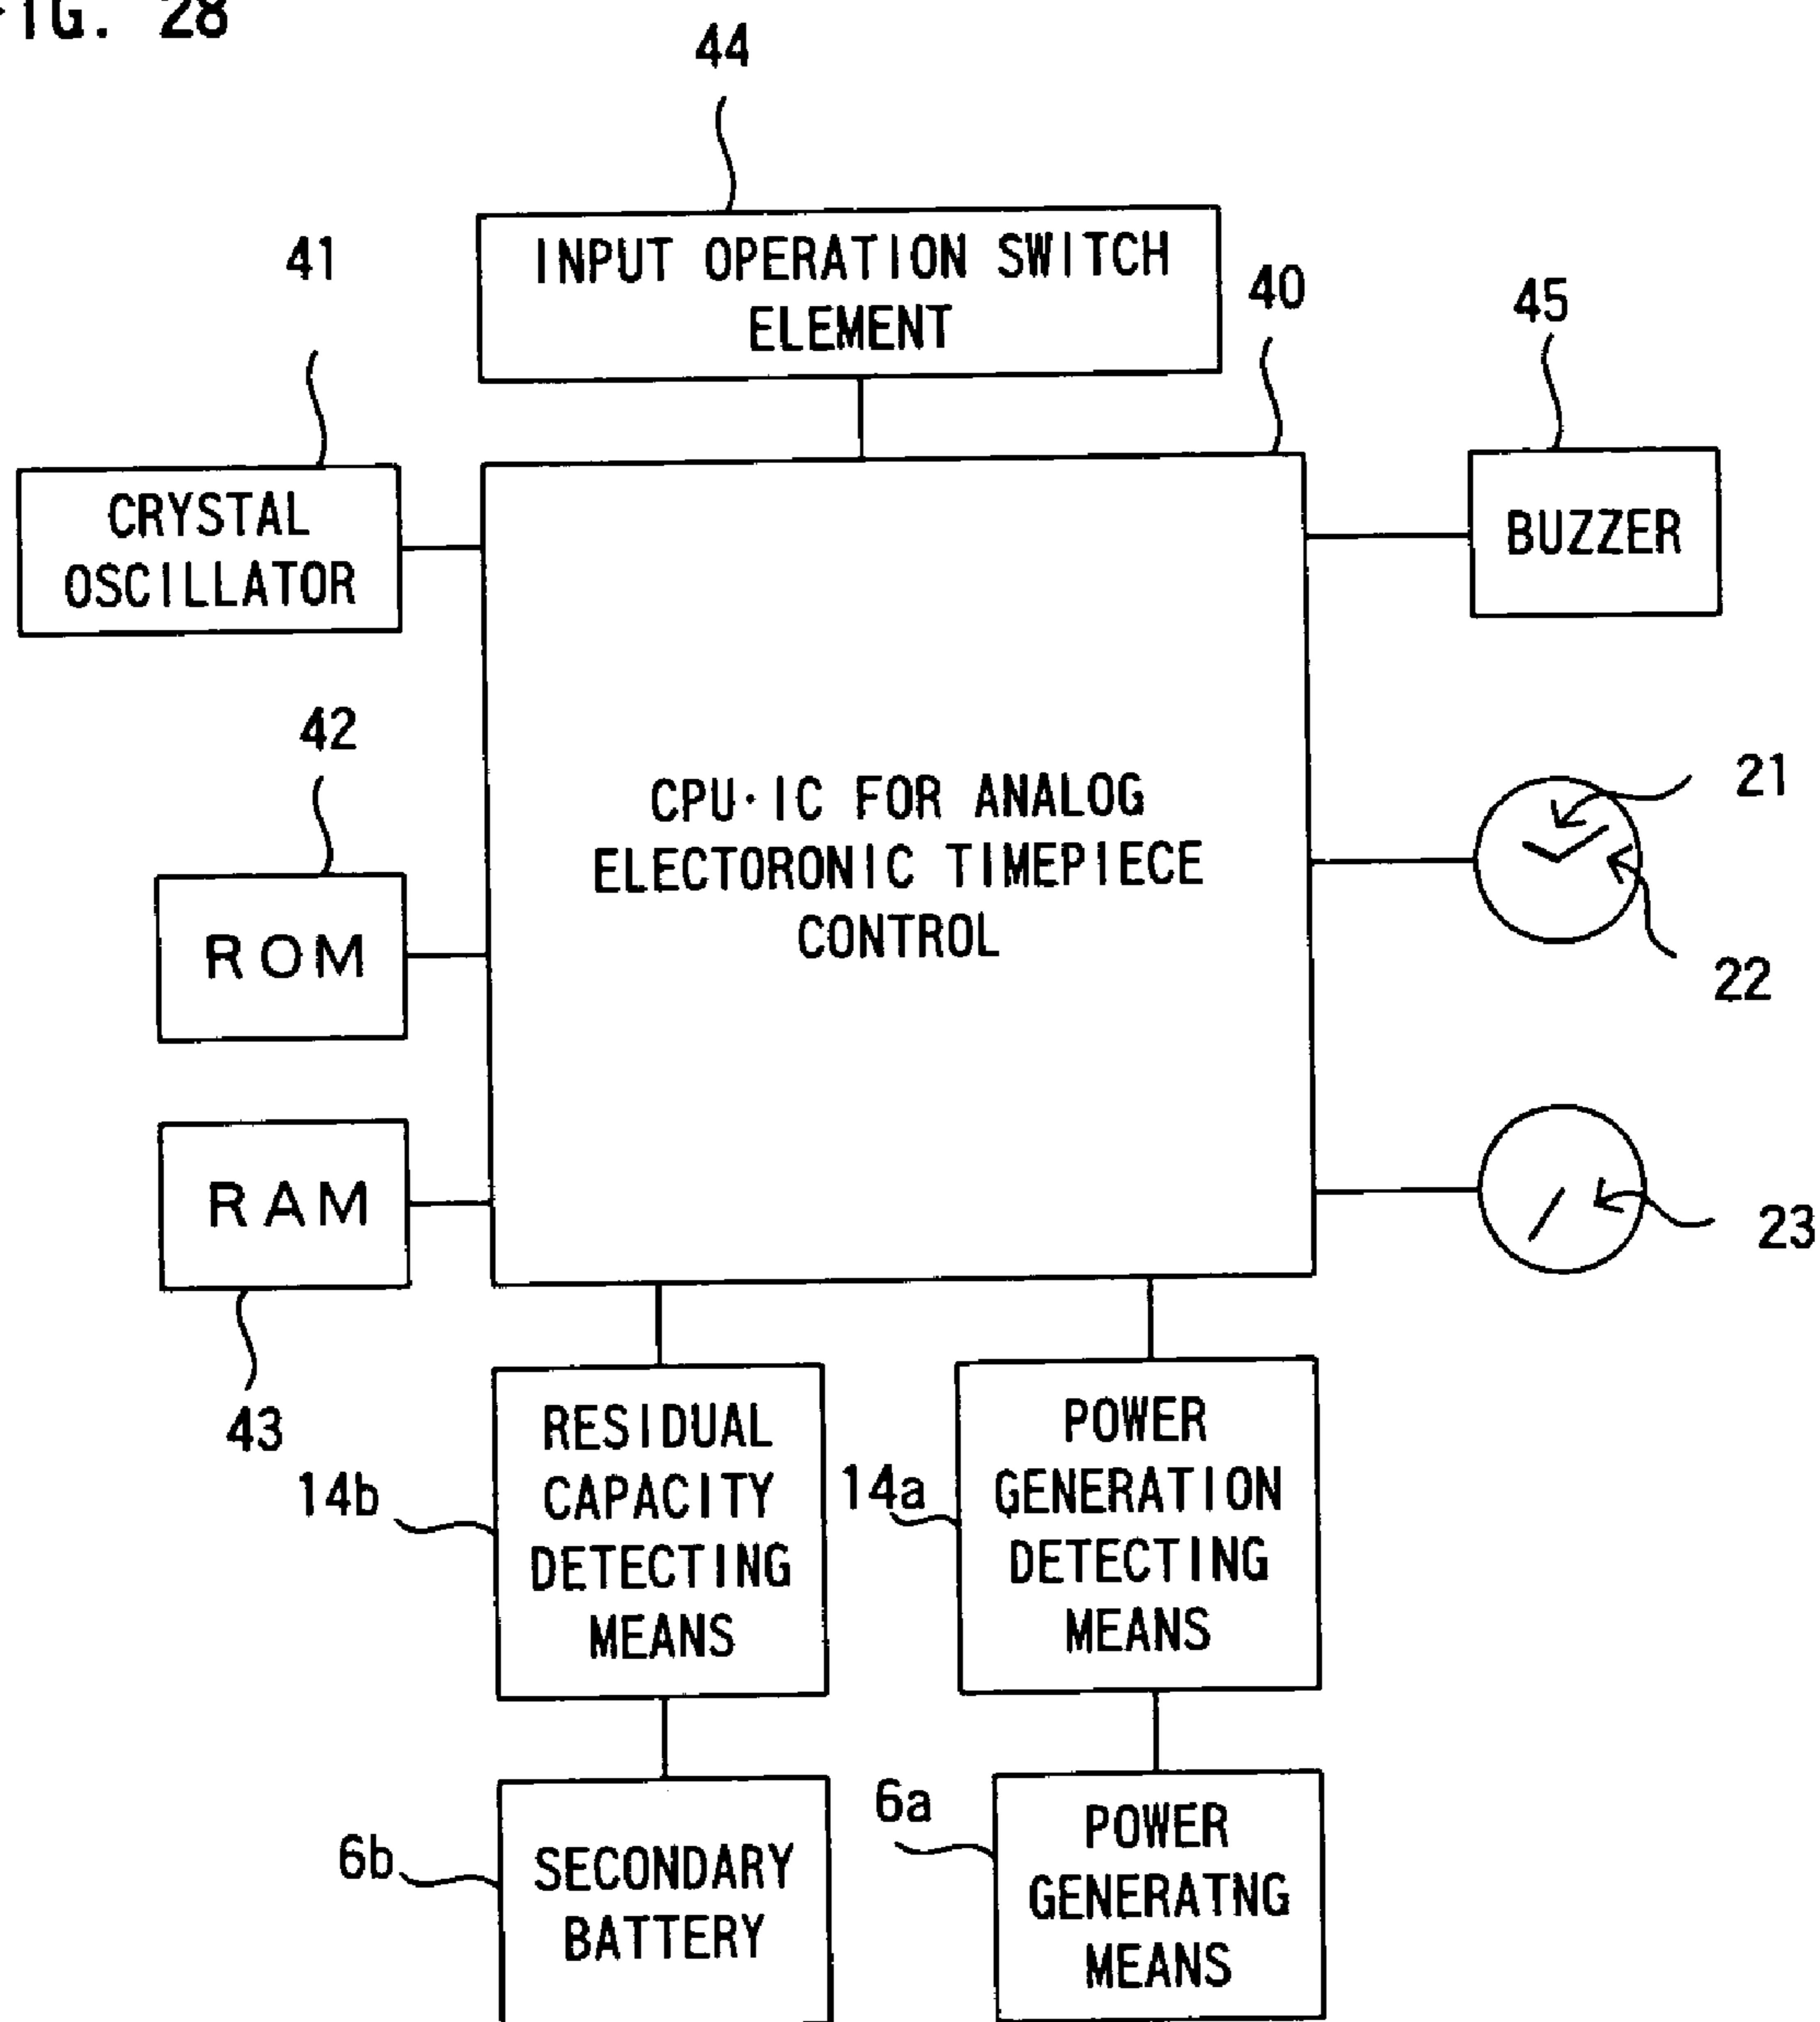 FIG. 28
44
INPUT OPERATION SWITCH
ELEMENT
41
40
45
CRYSTAL
OSCILLATOR
BUZZER
42
ROM
CPU·IC FOR ANALOG
ELECTORONIC TIMEPIECE
CONTROL
21
22
RAM
43
23
14b
RESIDUAL
CAPACITY
DETECTING
MEANS
14a
POWER
GENERATION
DETECTING
MEANS
6b
SECONDARY
BATTERY
6a
POWER
GENERATNG
MEANS